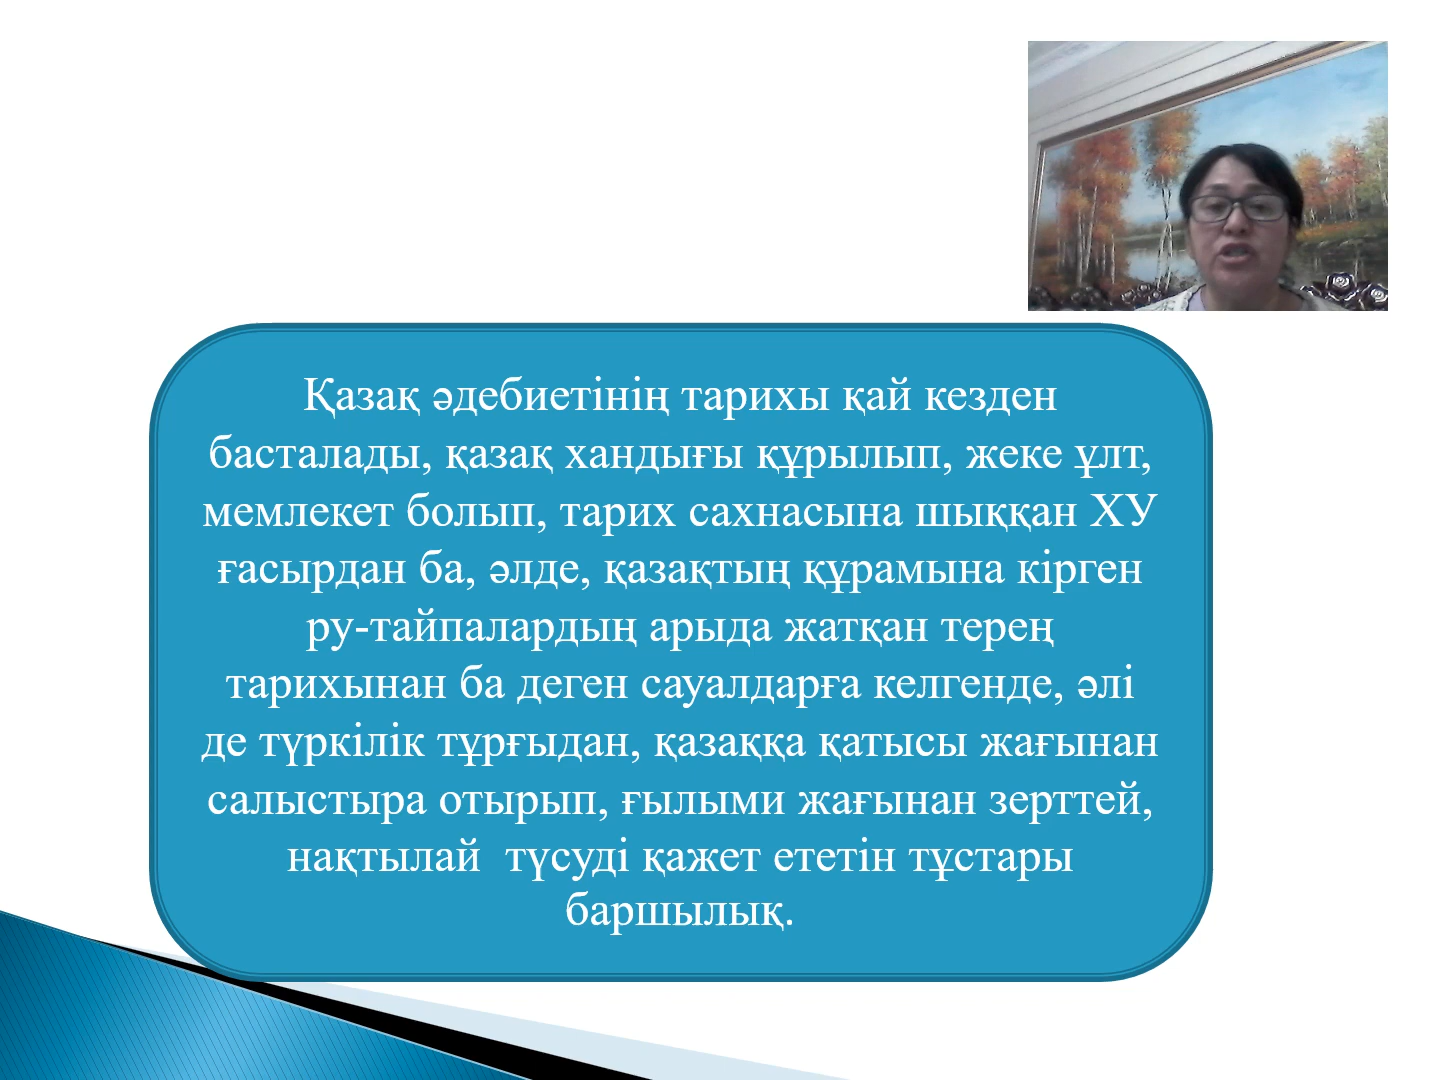 Қазақ әдебиетінің тарихы қай кезден
басталады, қазақ хандығы құрылып, жеке ұлт,
мемлекет болып, тарих сахнасына шыққан ХУ
ғасырдан ба, әлде, қазақтың құрамына кірген
ру-тайпалардың арыда жатқан терең
тарихынан ба деген сауалдарға келгенде, әлі
де түркілік тұрғыдан, қазаққа қатысы жағынан
салыстыра отырып, ғылыми жағынан зерттей,
нақтылай  түсуді қажет ететін тұстары
баршылық.